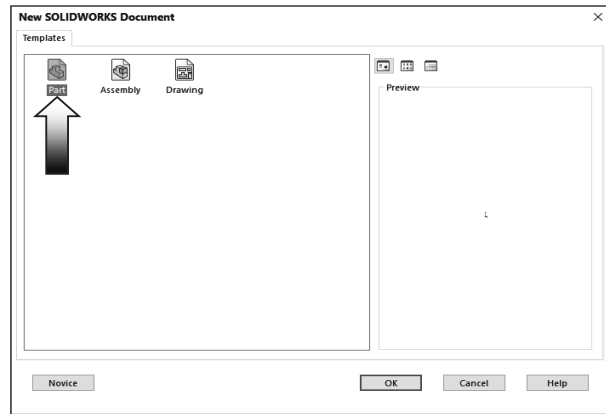 New SOLIDWORKS Document
Templates
Part Assembly Drawing
Preview
Novice OK Cancel Help